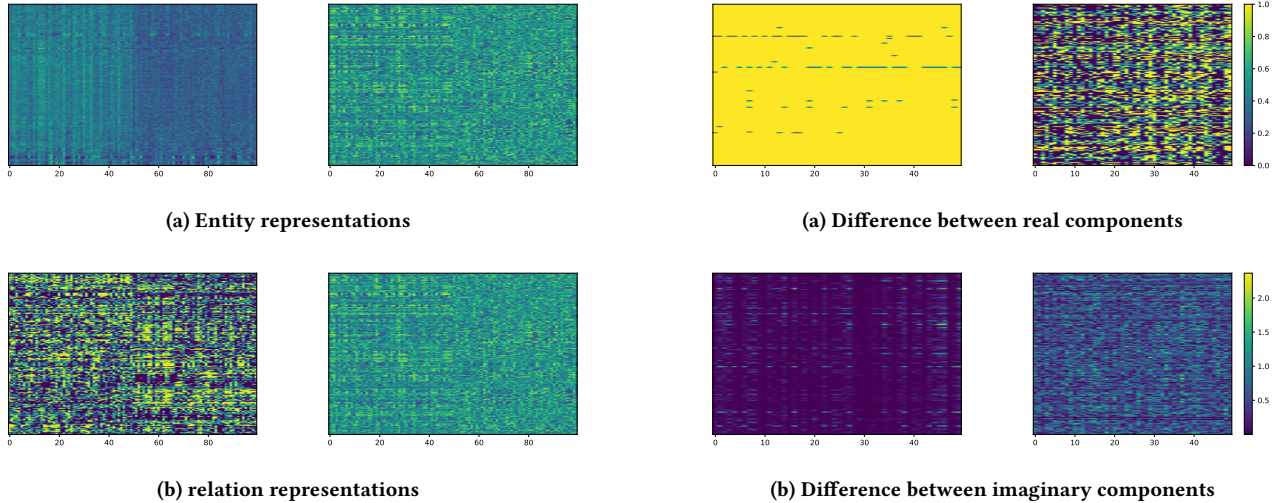 1.0
0.8
0.6
0.4
0.2
0.0
0 20 40 60 80
0 20 40 60 80
0 10 20 30 40
0 10 20 30 40
(a) Entity representations
(a) Difference between real components
2.0
1.5
1.0
0.5
0 20 40 60 80
0 20 40 60 80
0 10 20 30 40
0 10 20 30 40
(b) relation representations
(b) Difference between imaginary components